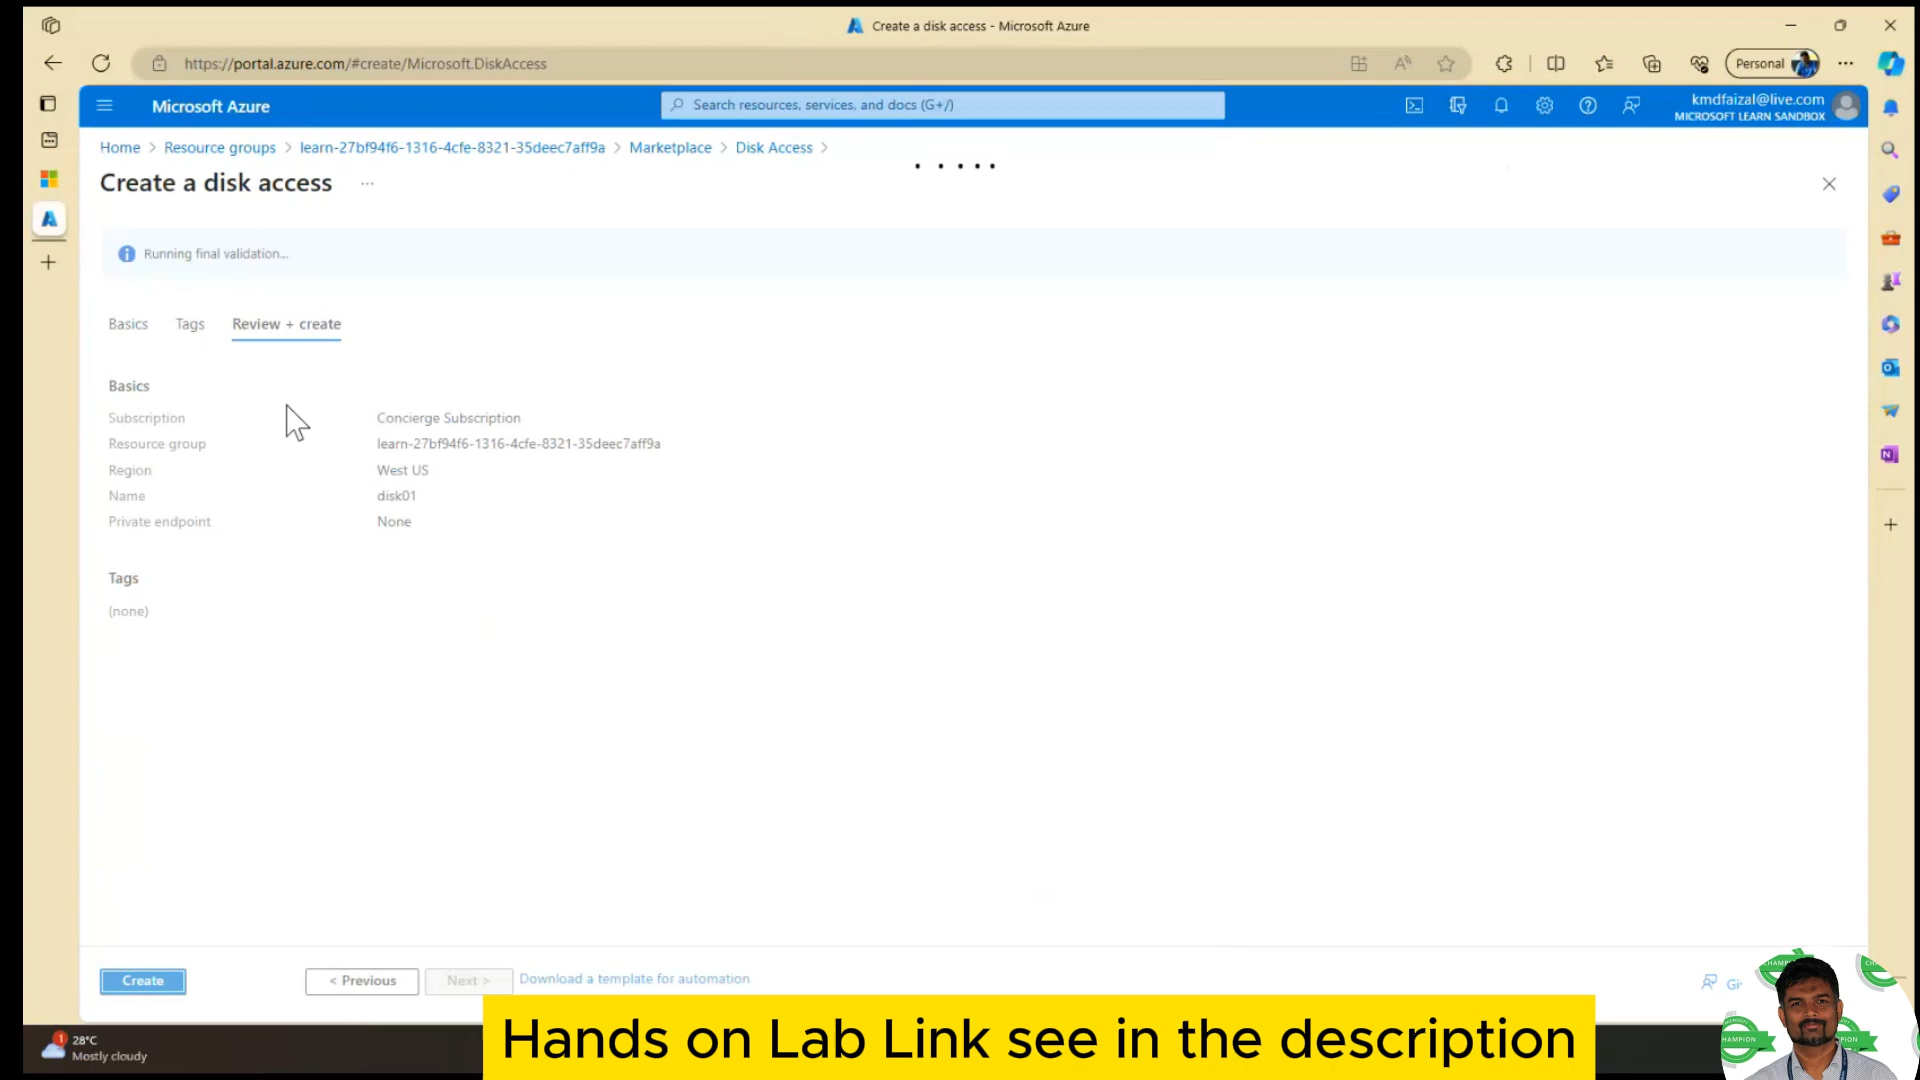 Create a disk access - Microsoft Azure
https://portal.azure.com/#create/Microsoft.DiskAccess
Personal
Microsoft Azure
Search resources, services, and docs (G+/)
kmdfaizal@live.com
MICROSOFT LEARN SANDBOX
Home > Resource groups > learn-27bf94f6-1316-4cfe-8321-35deec7aff9a > Marketplace > Disk Access >
Create a disk access ...
Running final validation...
Basics Tags Review + create
Basics
Subscription Concierge Subscription
Resource group learn-27bf94f6-1316-4cfe-8321-35deec7aff9a
Region West US
Name disk01
Private endpoint None
Tags
(none)
Create < Previous Next > Download a template for automation
Gi
CHAMPION
Hands on Lab Link see in the description
1
28°C
Mostly cloudy